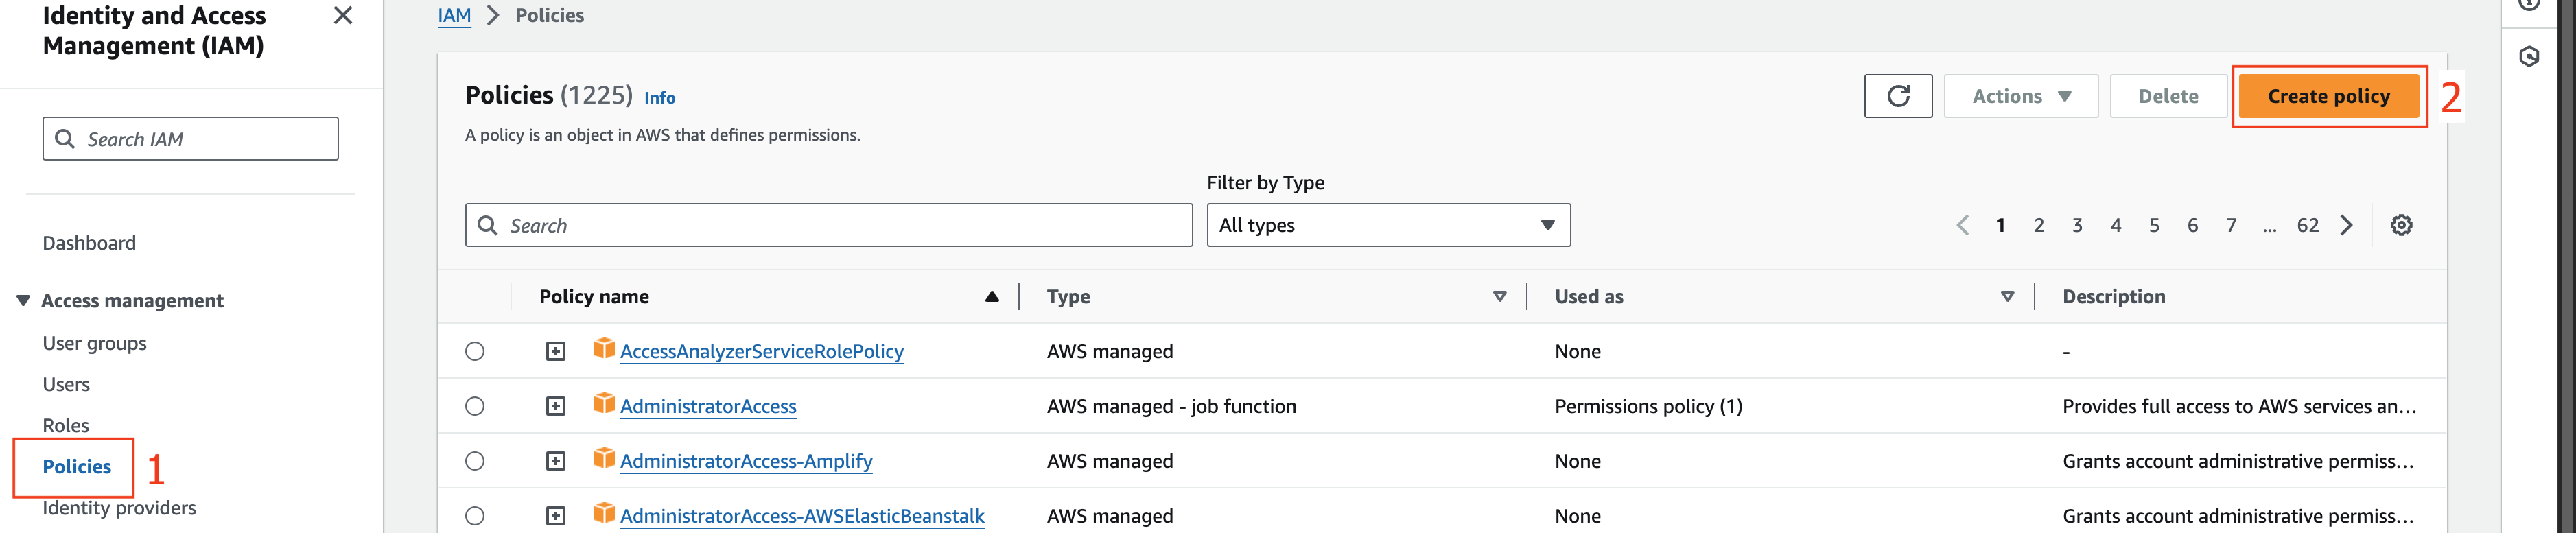 Identity and Access
Management (IAM)
Search IAM
Dashboard
Access management
User groups
Users
Roles
Policies 1
Identity providers
IAM > Policies
Policies (1225) Info
A policy is an object in AWS that defines permissions.
Actions Delete Create policy 2
Filter by Type
Search All types 1 2 3 4 5 6 7 ... 62
Policy name Type Used as Description
AccessAnalyzerServiceRolePolicy AWS managed None -
AdministratorAccess AWS managed - job function Permissions policy (1) Provides full access to AWS services an...
AdministratorAccess-Amplify AWS managed None Grants account administrative permiss...
AdministratorAccess-AWSElasticBeanstalk AWS managed None Grants account administrative permiss...